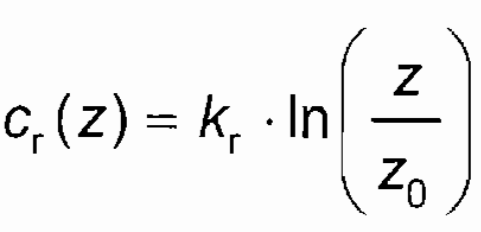 c_r(z) = k_r · ln(z/z_0)